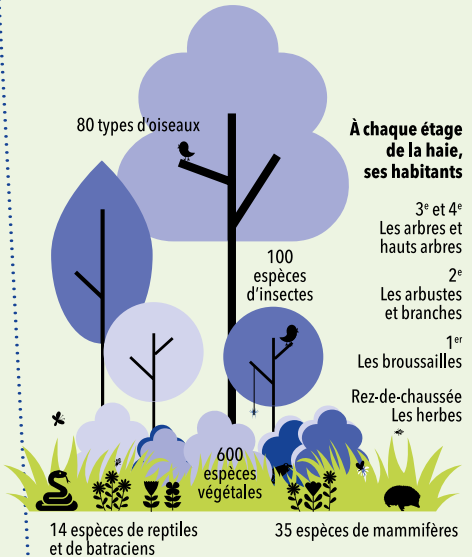 80 types d'oiseaux
À chaque étage
de la haie,
ses habitants
3e et 4e
Les arbres et
hauts arbres
100
espèces
d'insectes
2e
Les arbustes
et branches
1er
Les broussailles
Rez-de-chaussée
Les herbes
600
espèces
végétales
14 espèces de reptiles
et de batraciens
35 espèces de mammifères